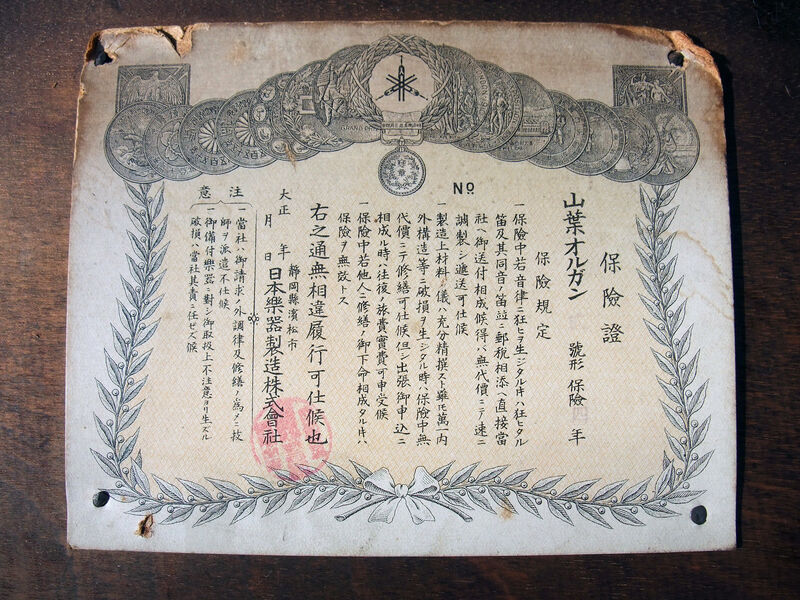 No
保險證
山葉オルガン 號形 保險 年
保險規定
一保險中若音律ニ狂ヒヲ生ジタル時ハ狂ヒタル
笛及其同音ノ笛竝ニ郵税相添ヘ直接當
社ヘ御送付相成候得バ無代價ニテ速ニ
調製シ遞送可仕候
一製造上材料ノ儀ハ充分精撰スト雖モ萬一内
外構造等ニ破損ヲ生ジタル時ハ保險中無
代價ニテ修繕可仕候但シ出張御申込ニ
相成ル時ハ往復ノ旅費實費可申受候
一保險中若他人ニ修繕ノ御下命相成タル時ハ
保險ヲ無效トス
右之通無相違履行可仕候也
大正 年 月 日
靜岡縣濱松市
日本樂器製造株式會社
注意
一當社ハ御請求ノ外調律及修繕ノ爲メニ技
師ヲ派遣不仕候
一御備付樂器ニ對シ御取扱上不注意ヨリ生ズル
破損ハ當社其責ニ任ゼズ候